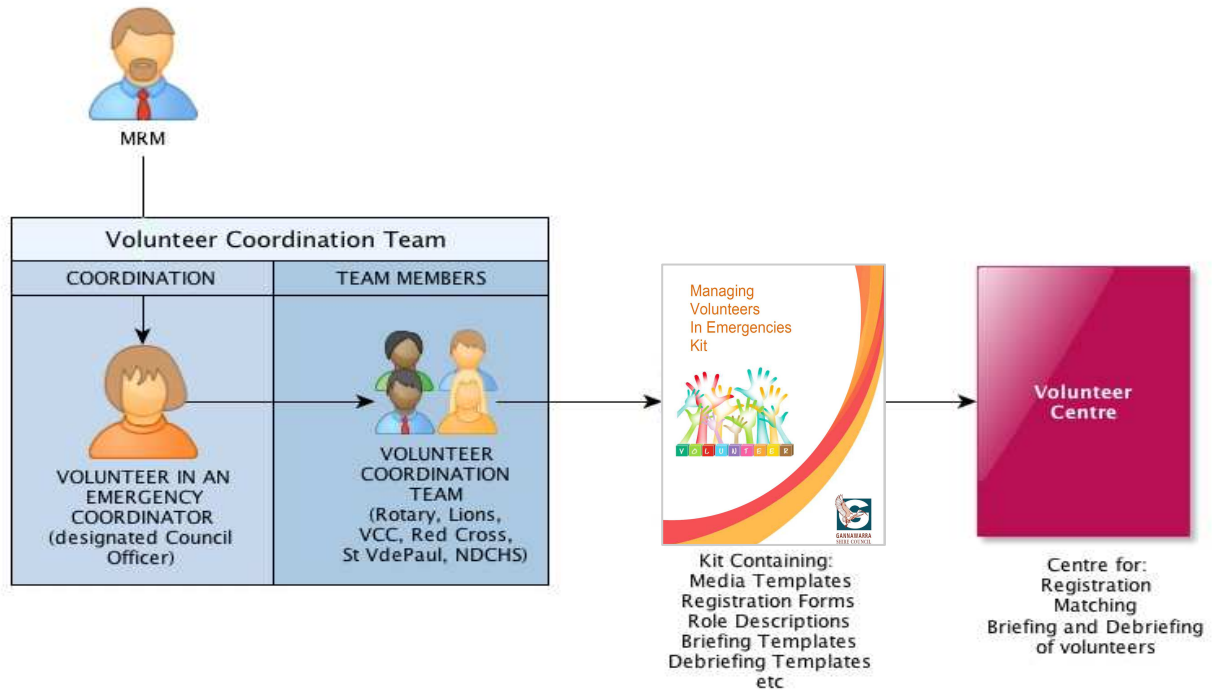 MRM
Volunteer Coordination Team
COORDINATION
TEAM MEMBERS
VOLUNTEER IN AN
EMERGENCY
COORDINATOR
(designated Council
Officer)
VOLUNTEER
COORDINATION
TEAM
(Rotary, Lions,
VCC, Red Cross,
St VdePaul, NDCHS)
Managing
Volunteers
In Emergencies
Kit
VOLUNTEER
G
GANNAWARRA
SHIRE COUNCIL
Kit Containing:
Media Templates
Registration Forms
Role Descriptions
Briefing Templates
Debriefing Templates
etc
Volunteer
Centre
Centre for:
Registration
Matching
Briefing and Debriefing
of volunteers